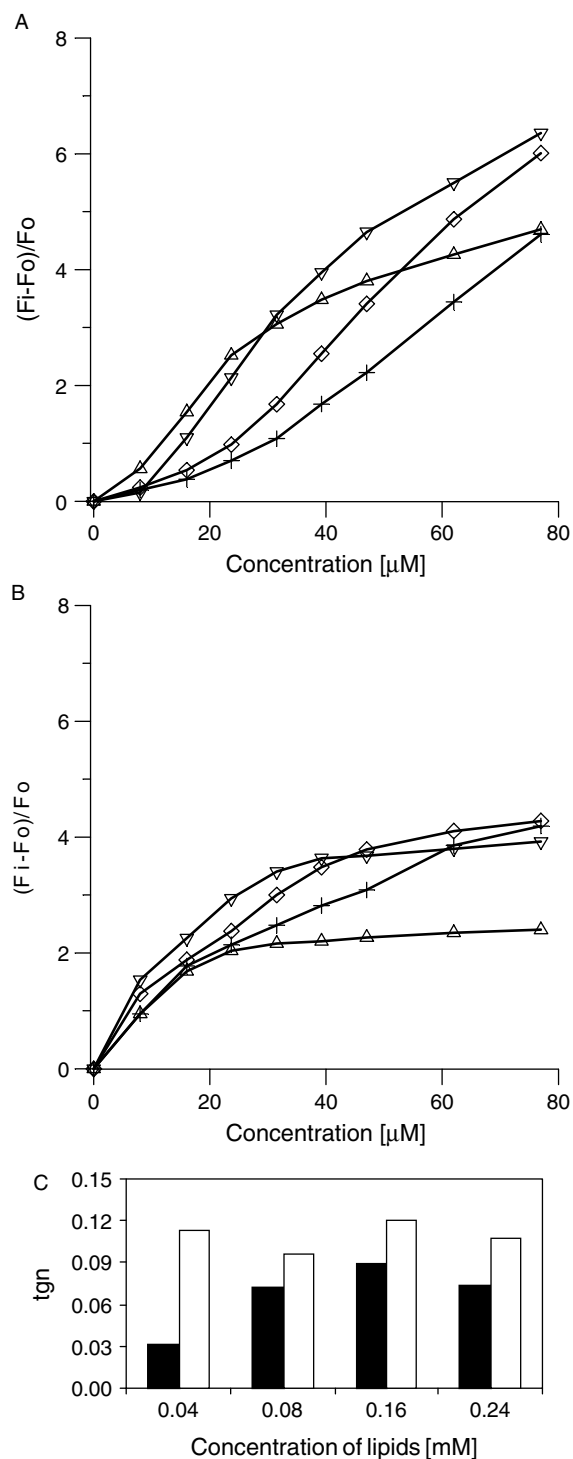 A
8
6
4
2
0
(Fi-Fo)/Fo
0 20 40 60 80
Concentration [μM]
B
8
6
4
2
0
(Fi-Fo)/Fo
0 20 40 60 80
Concentration [μM]
C
0.15
0.12
0.09
0.06
0.03
0.00
tgn
0.04 0.08 0.16 0.24
Concentration of lipids [mM]